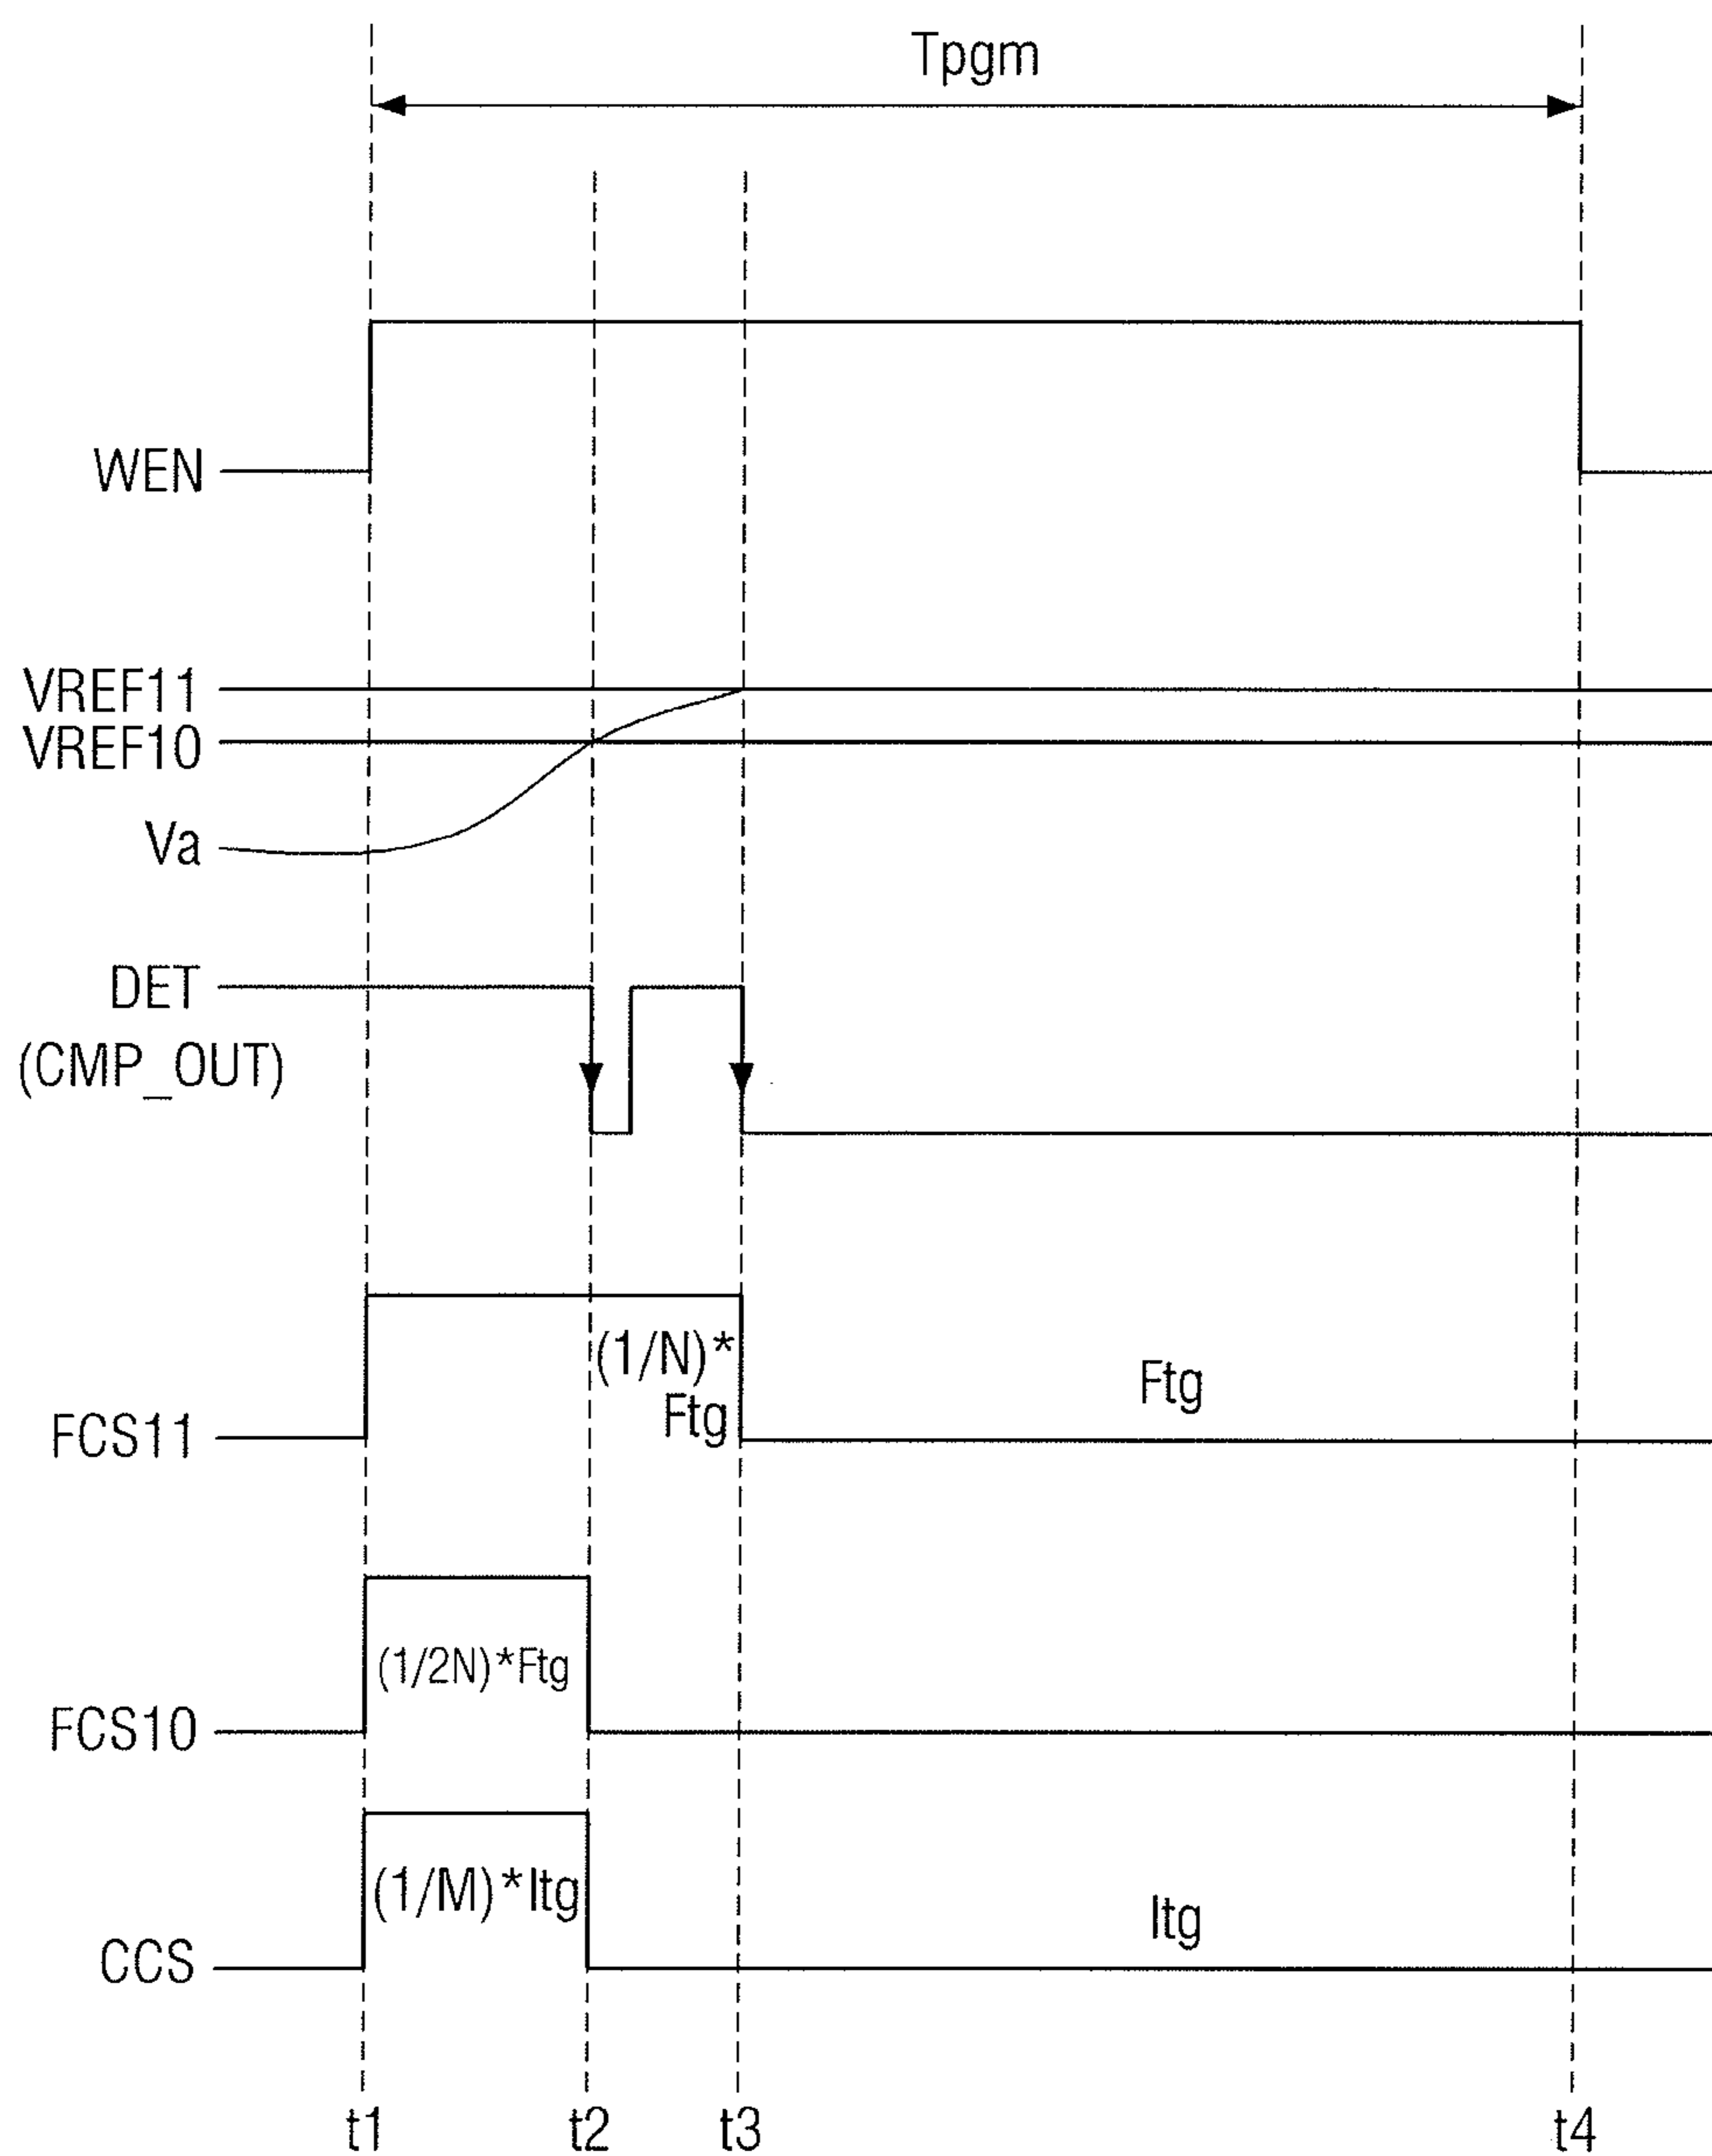 Tpgm
WEN
VREF11
VREF10
Va
DET
(CMP_OUT)
(1/N)*
Ftg
Ftg
FCS11
(1/2N)*Ftg
FCS10
(1/M)*Itg
Itg
CCS
t1
t2
t3
t4